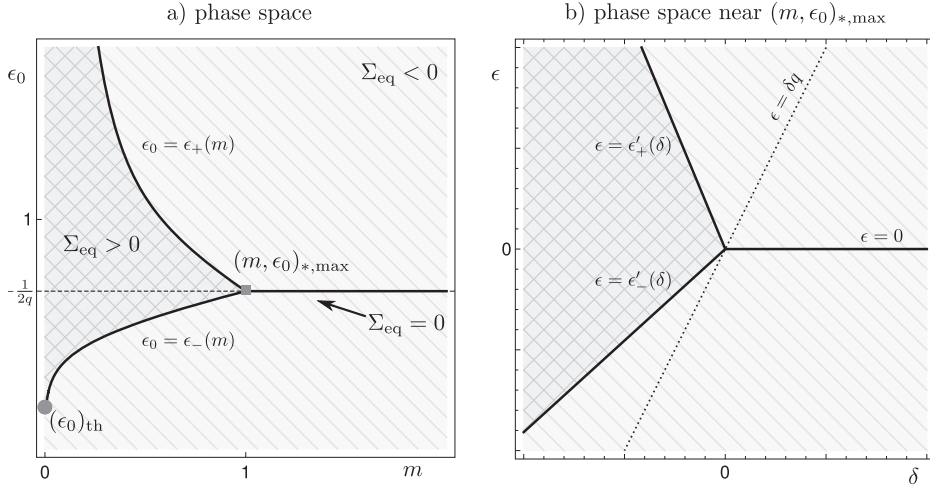 a) phase space
ϵ₀
Σeq < 0
ϵ₀ = ϵ₊(m)
1
Σeq > 0
(m, ϵ₀)*,max
-1/2q
Σeq = 0
ϵ₀ = ϵ₋(m)
(ϵ₀)th
0
1
m
b) phase space near (m, ϵ₀)*,max
ϵ
ϵ = δq
ϵ = ϵ′₊(δ)
0
ϵ = 0
ϵ = ϵ′₋(δ)
0
δ